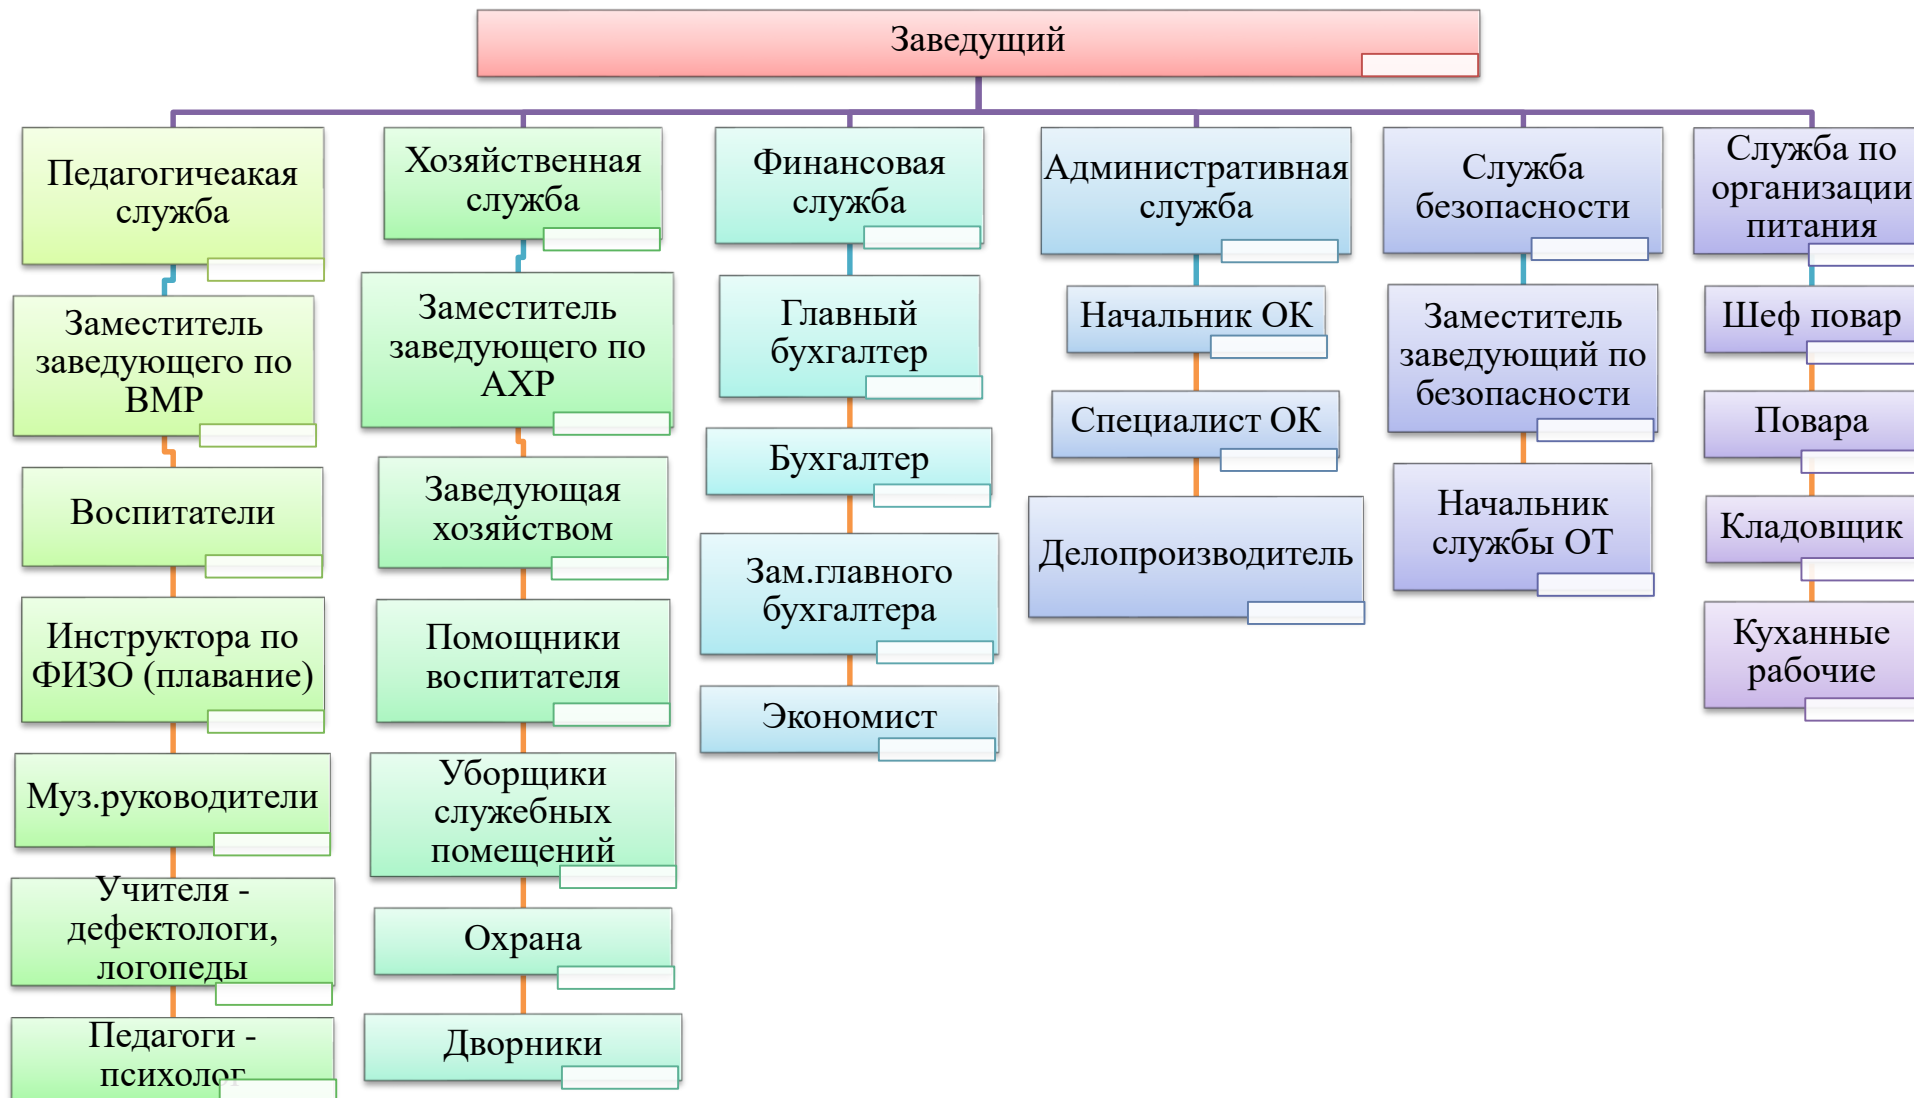 Заведущий
Педагогичеакая
служба
Заместитель
заведующего по
ВМР
Воспитатели
Инструктора по
ФИЗО (плавание)
Муз.руководители
Учителя -
дефектологи,
логопеды
Педагоги -
психолог
Хозяйственная
служба
Заместитель
заведующего по
АХР
Заведующая
хозяйством
Помощники
воспитателя
Уборщики
служебных
помещений
Охрана
Дворники
Финансовая
служба
Главный
бухгалтер
Бухгалтер
Зам.главного
бухгалтера
Экономист
Административная
служба
Начальник ОК
Специалист ОК
Делопроизводитель
Служба
безопасности
Заместитель
заведующий по
безопасности
Начальник
службы ОТ
Служба по
организации
питания
Шеф повар
Повара
Кладовщик
Куханные
рабочие